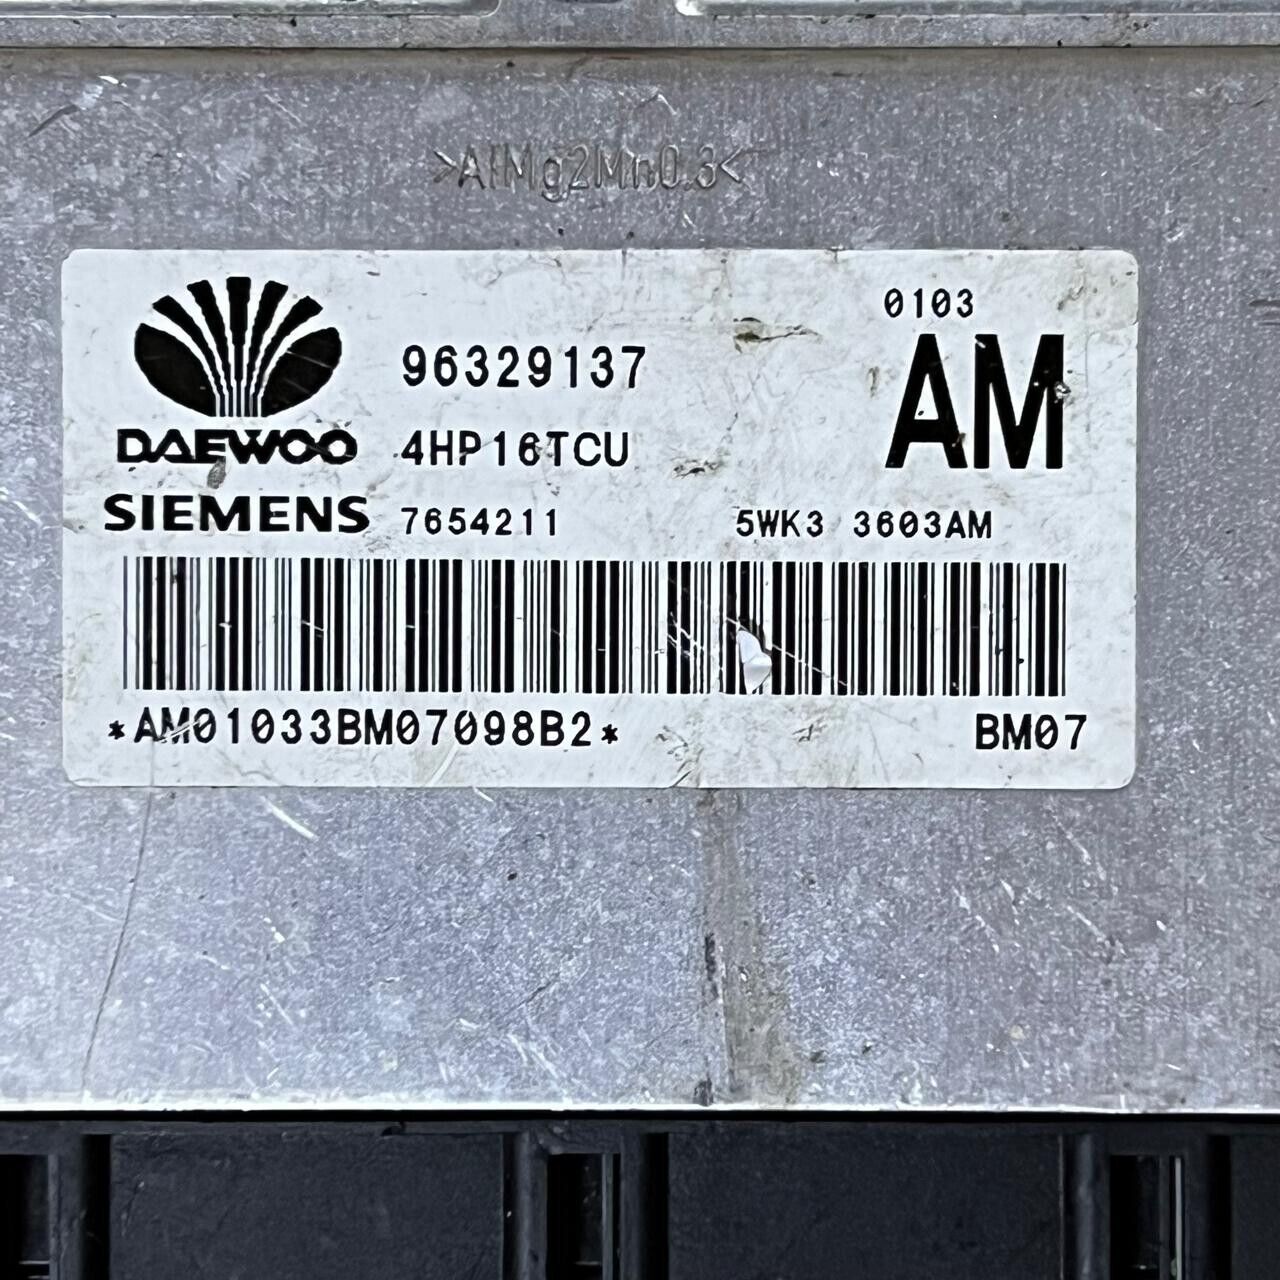 >AlMg2Mn0.3<
0103
96329137
AM
DAEWOO
4HP16TCU
SIEMENS 7654211 5WK3 3603AM
*AM01033BM07098B2* BM07